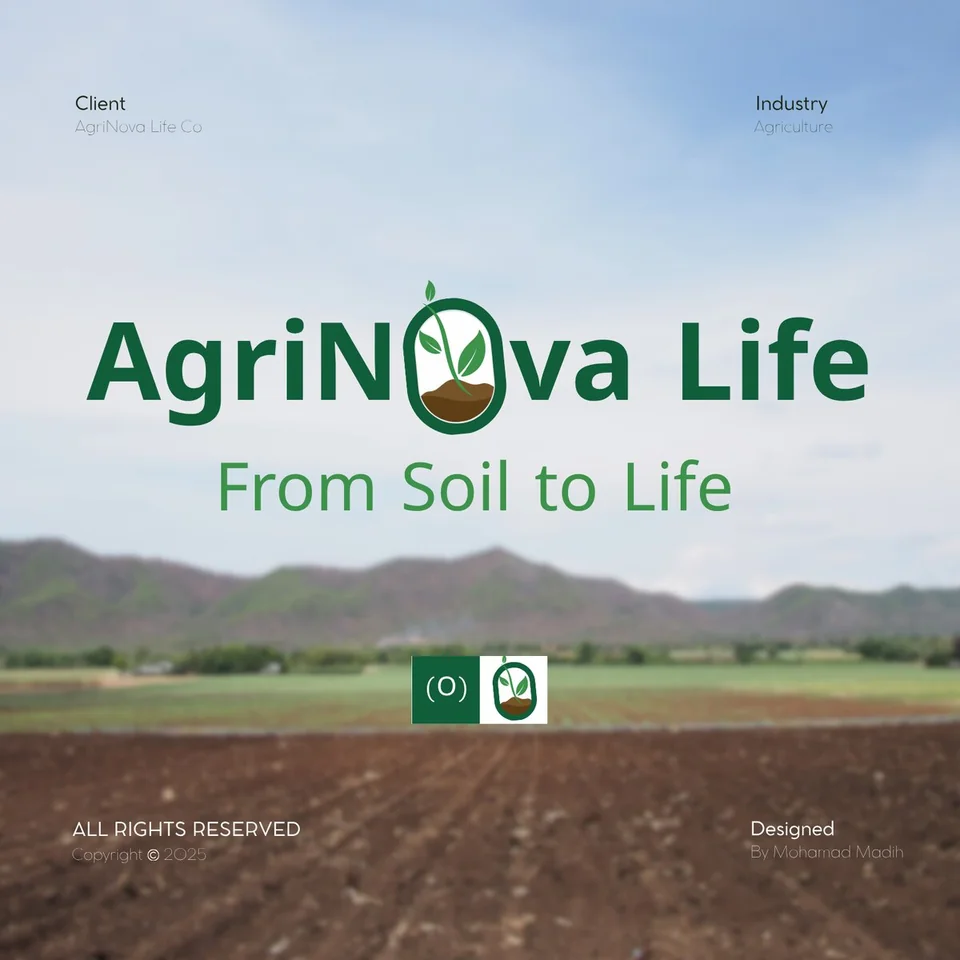 Client
AgriNova Life Co
Industry
Agriculture
AgriNOva Life
From Soil to Life
(O)
ALL RIGHTS RESERVED
Copyright © 2025
Designed
By Mohamad Madih